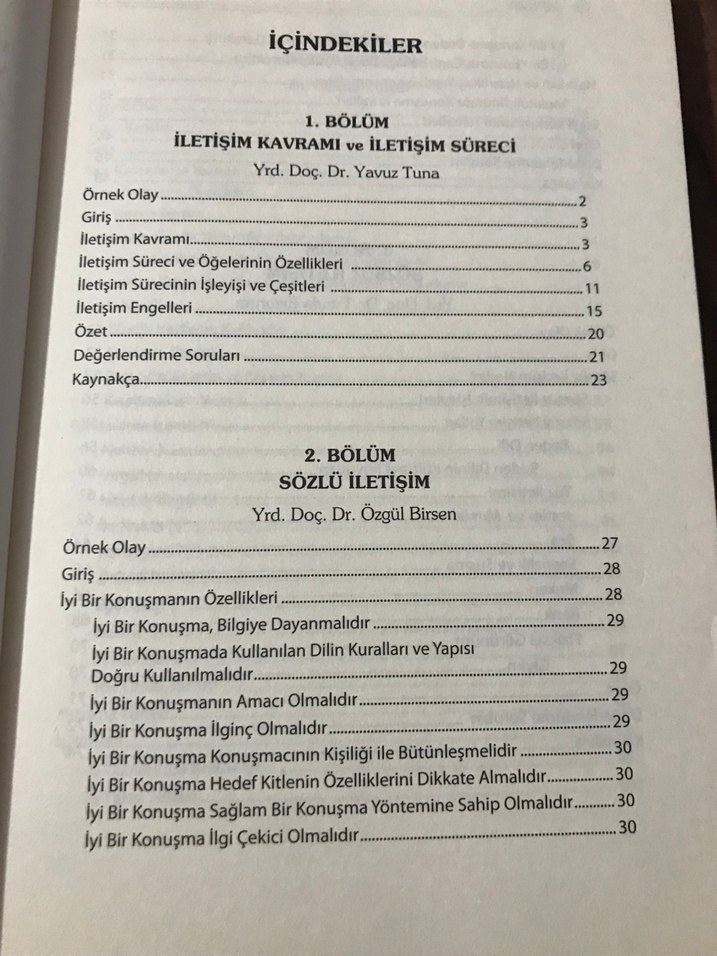 İÇİNDEKİLER
1. BÖLÜM
İLETİŞİM KAVRAMI ve İLETİŞİM SÜRECİ
Yrd. Doç. Dr. Yavuz Tuna
Örnek Olay 2
Giriş 3
İletişim Kavramı 3
İletişim Süreci ve Öğelerinin Özellikleri 6
İletişim Sürecinin İşleyişi ve Çeşitleri 11
İletişim Engelleri 15
Özet 20
Değerlendirme Soruları 21
Kaynakça 23
2. BÖLÜM
SÖZLÜ İLETİŞİM
Yrd. Doç. Dr. Özgül Birsen
Örnek Olay 27
Giriş 28
İyi Bir Konuşmanın Özellikleri 28
İyi Bir Konuşma, Bilgiye Dayanmalıdır 29
İyi Bir Konuşmada Kullanılan Dilin Kuralları ve Yapısı
Doğru Kullanılmalıdır 29
İyi Bir Konuşmanın Amacı Olmalıdır 29
İyi Bir Konuşma İlginç Olmalıdır 29
İyi Bir Konuşma Konuşmacının Kişiliği ile Bütünleşmelidir 30
İyi Bir Konuşma Hedef Kitlenin Özelliklerini Dikkate Almalıdır 30
İyi Bir Konuşma Sağlam Bir Konuşma Yöntemine Sahip Olmalıdır 30
İyi Bir Konuşma İlgi Çekici Olmalıdır 30